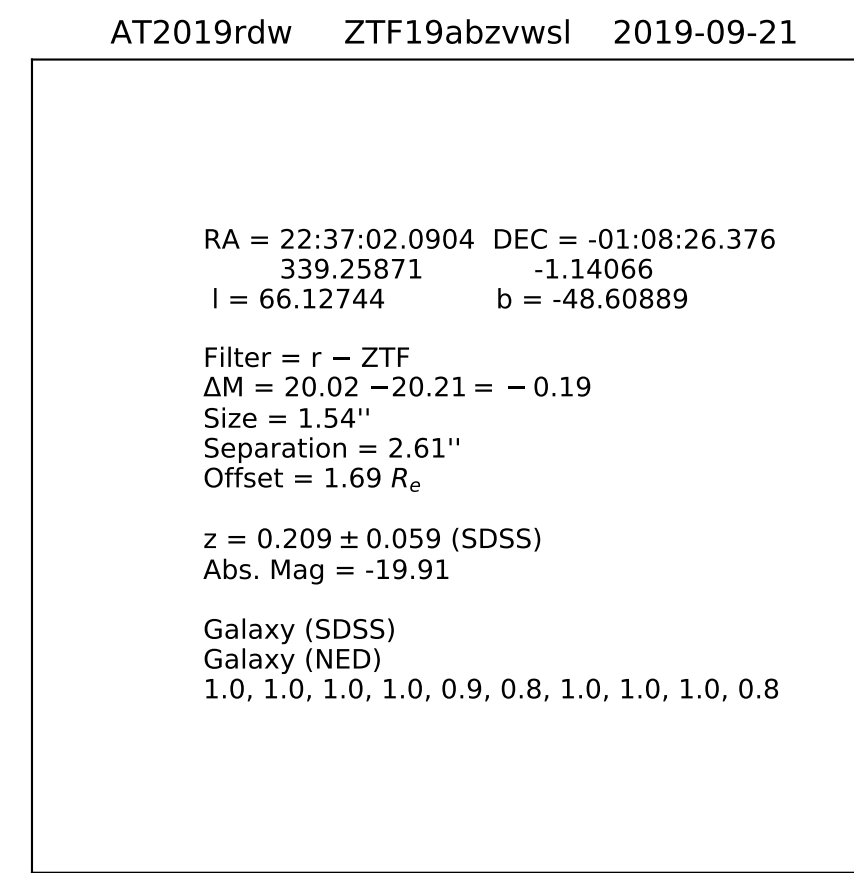 AT2019rdw ZTF19abzvwsl 2019-09-21
RA = 22:37:02.0904 DEC = -01:08:26.376
339.25871 -1.14066
l = 66.12744 b = -48.60889
Filter = r − ZTF
ΔM = 20.02 −20.21 = − 0.19
Size = 1.54''
Separation = 2.61''
Offset = 1.69 Rₑ
z = 0.209 ± 0.059 (SDSS)
Abs. Mag = -19.91
Galaxy (SDSS)
Galaxy (NED)
1.0, 1.0, 1.0, 1.0, 0.9, 0.8, 1.0, 1.0, 1.0, 0.8